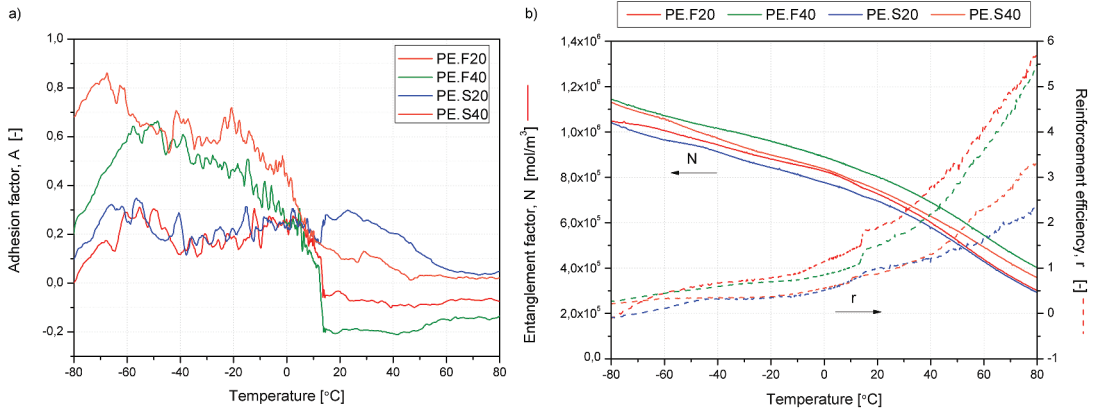 a)
1,0
0,8
0,6
0,4
0,2
0,0
-0,2
Adhesion factor, A [-]
PE.F20
PE.F40
PE.S20
PE.S40
-80 -60 -40 -20 0 20 40 60 80
Temperature [°C]
b)
PE.F20 PE.F40 PE.S20 PE.S40
1,4x10⁶
1,2x10⁶
1,0x10⁶
8,0x10⁵
6,0x10⁵
4,0x10⁵
2,0x10⁵
0,0
Entanglement factor, N [mol/m³]
N
r
6
5
4
3
2
1
0
-1
Reinforcement efficiency, r [-]
-80 -60 -40 -20 0 20 40 60 80
Temperature [°C]